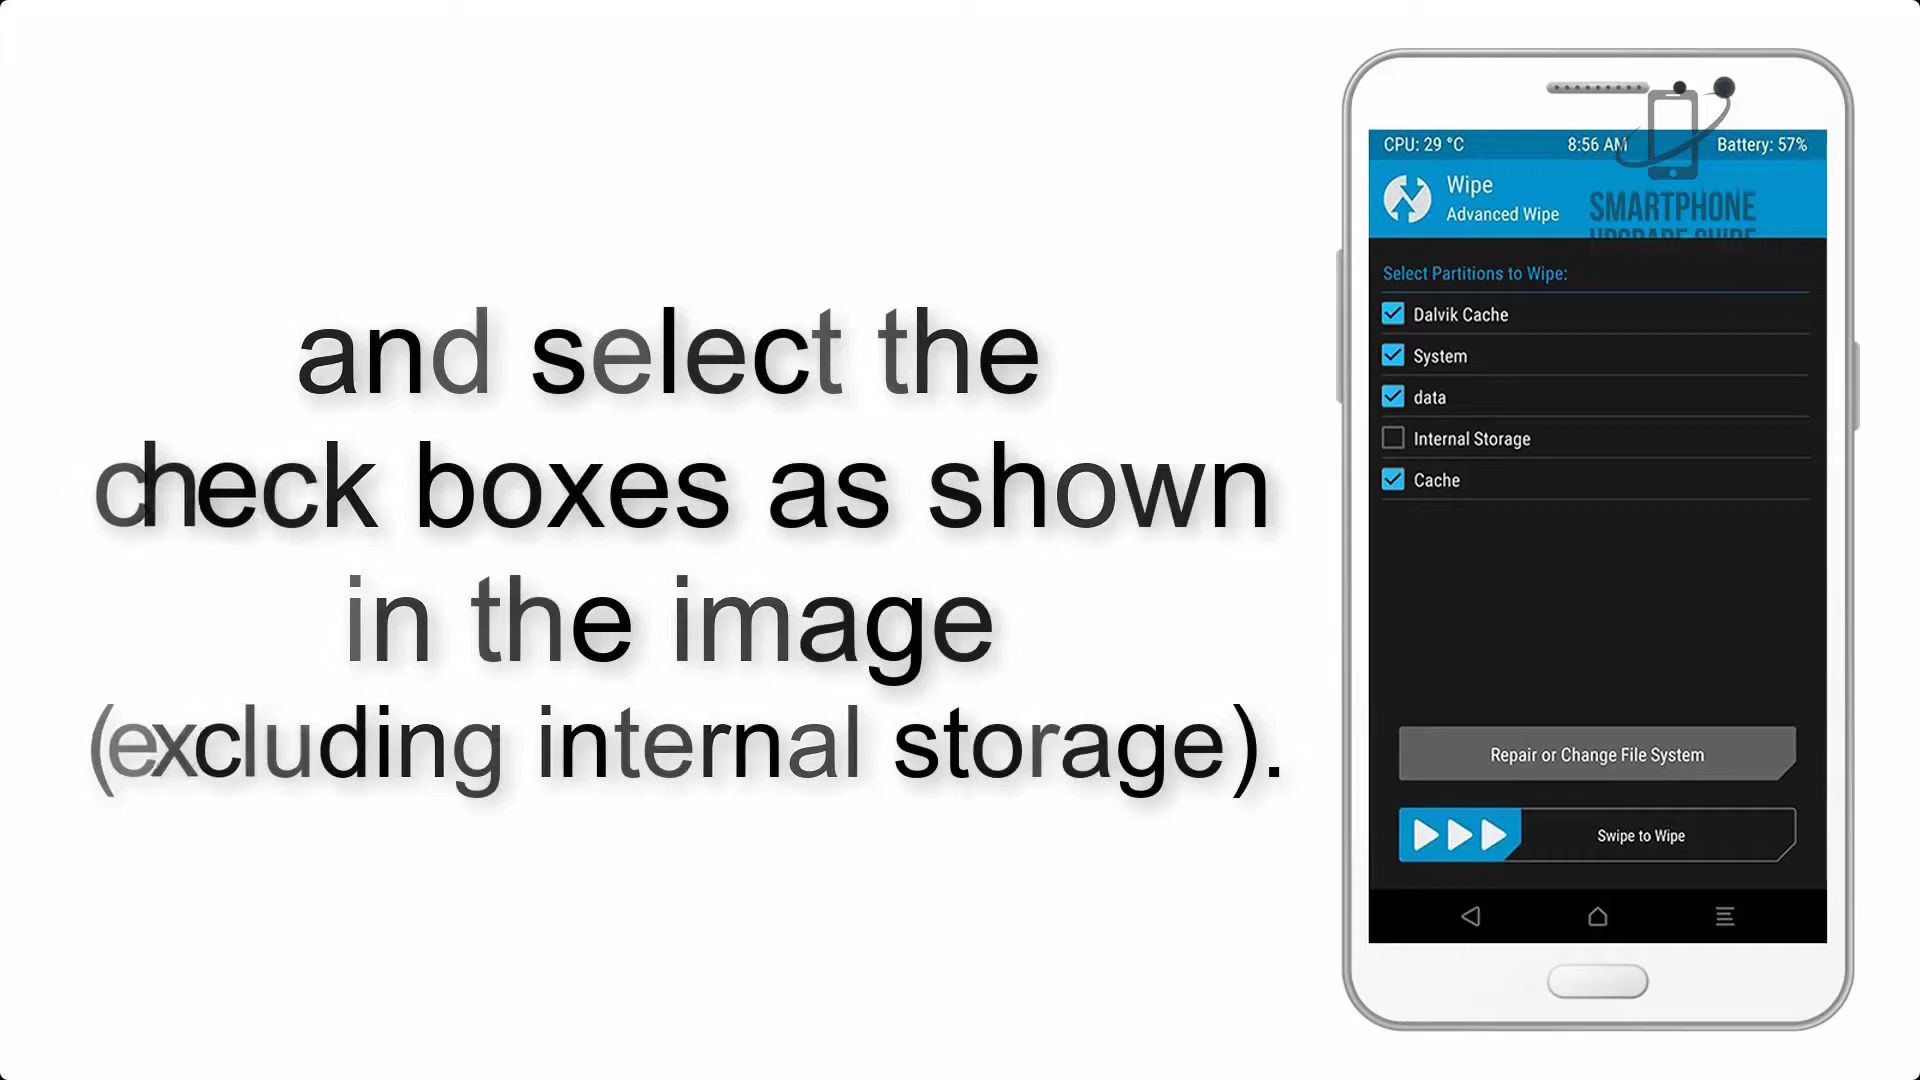 and select the
check boxes as shown
in the image
(excluding internal storage).
CPU: 29 °C 8:56 AM Battery: 57%
Wipe
Advanced Wipe
SMARTPHONE
UPGRADE GUIDE
Select Partitions to Wipe:
Dalvik Cache
System
data
Internal Storage
Cache
Repair or Change File System
Swipe to Wipe